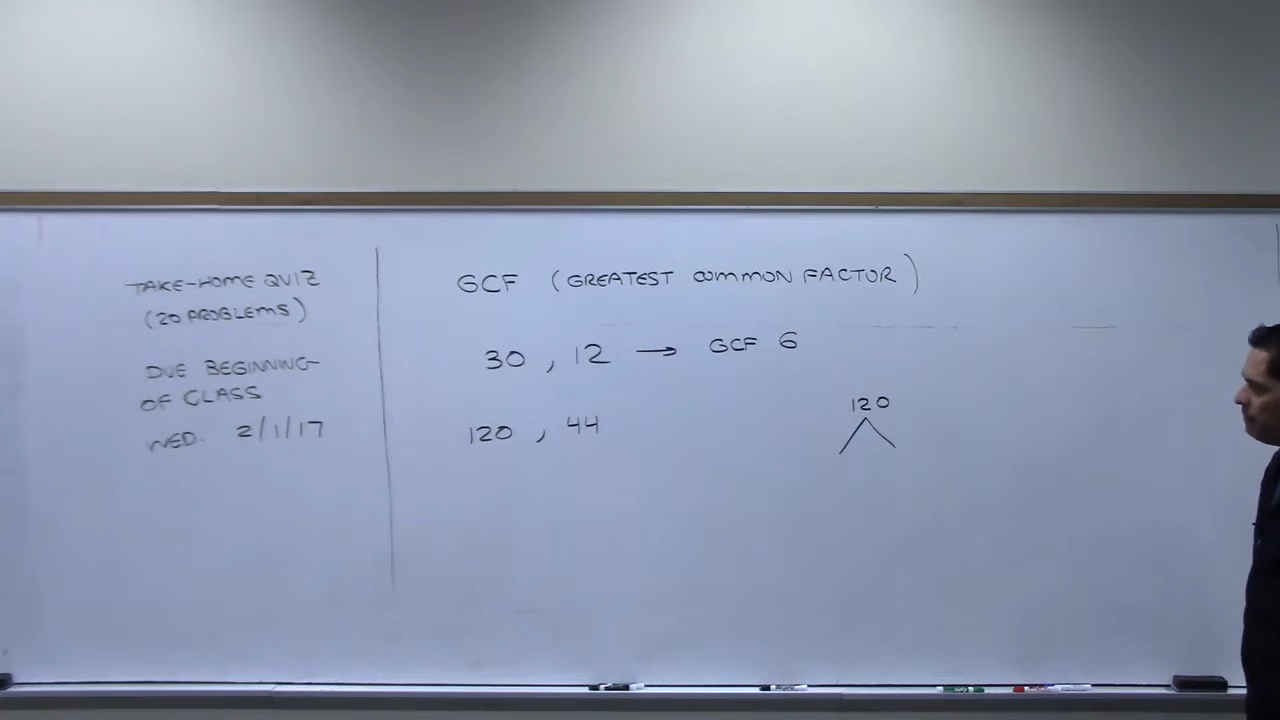 TAKE-HOME QUIZ
(20 PROBLEMS)
DUE BEGINNING
OF CLASS
WED. 2/1/17
GCF (GREATEST COMMON FACTOR)
30 , 12 → GCF 6
120 , 44
120